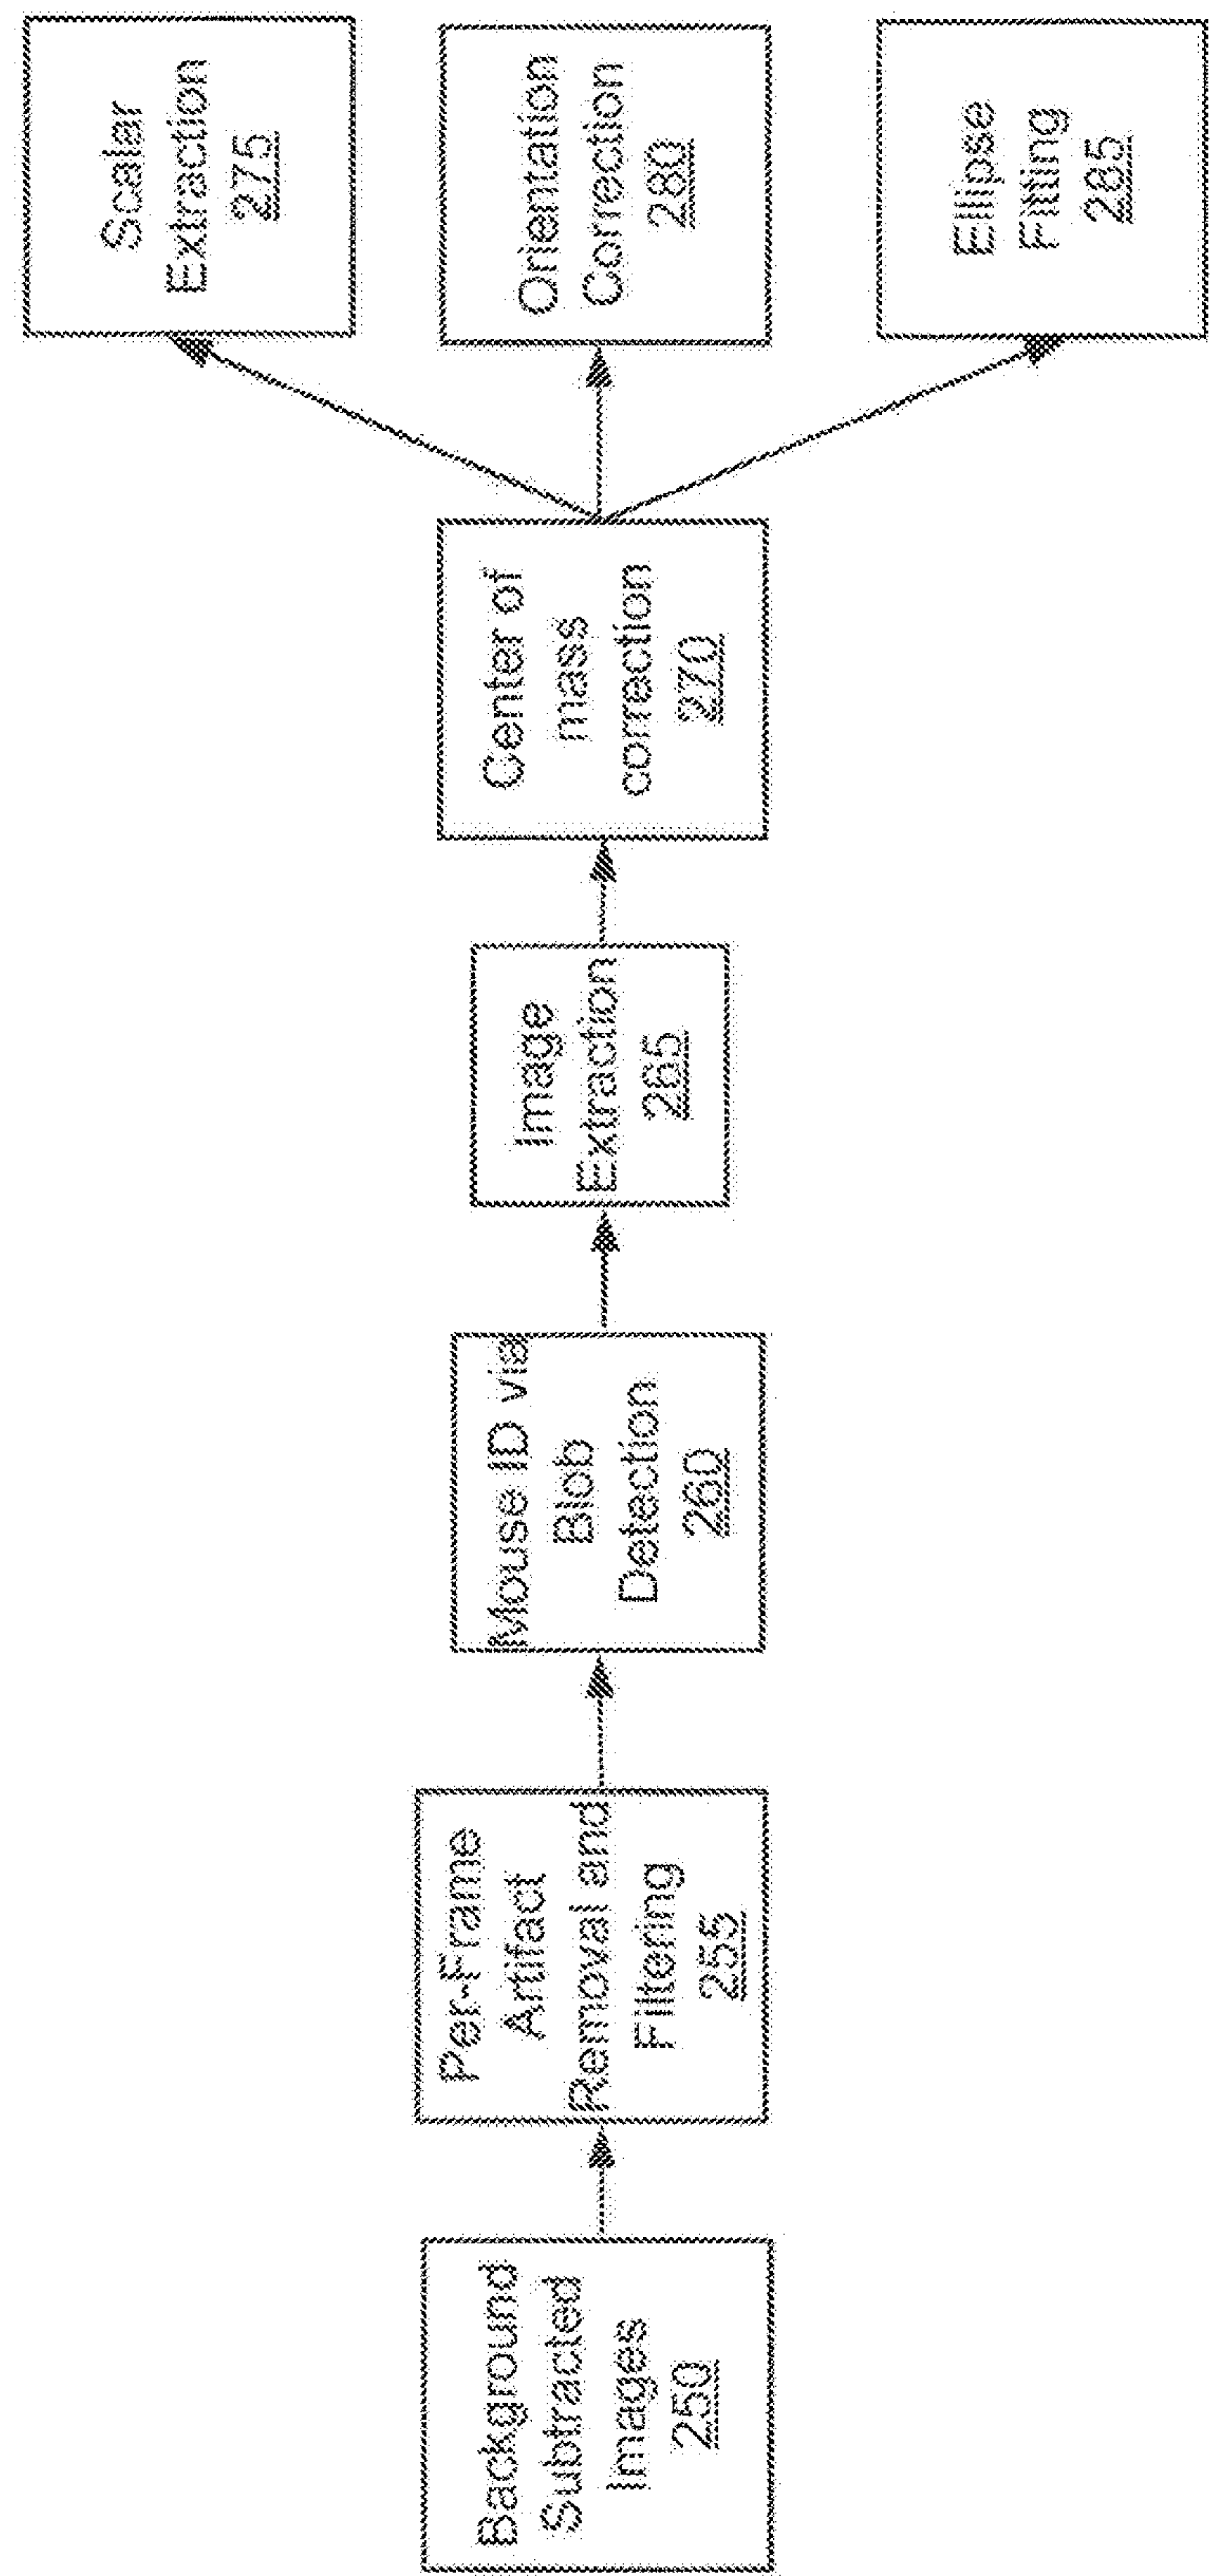 Background
Subtracted
Images
250
Per-Frame
Artifact
Removal and
Filtering
255
Mouse ID via
Blob
Detection
260
Image
Extraction
265
Center of
mass
correction
270
Scalar
Extraction
275
Orientation
Correction
280
Ellipse
Fitting
285